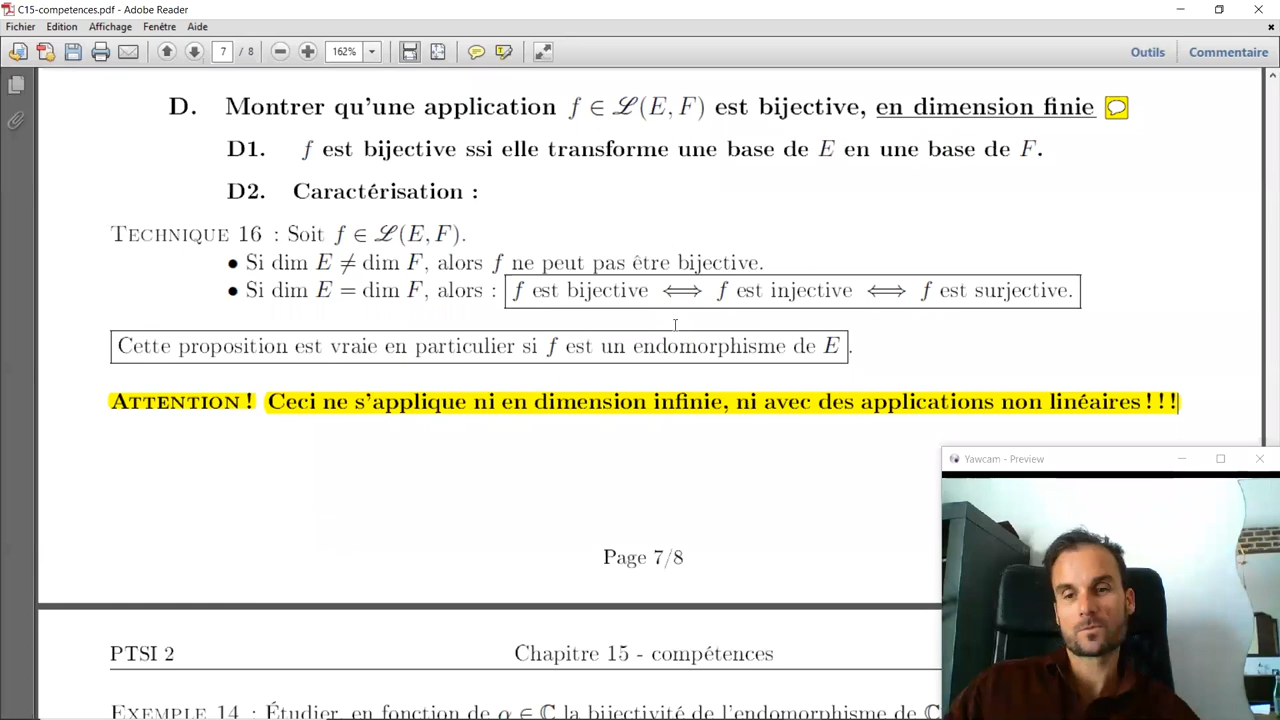 C15-competences.pdf - Adobe Reader
Fichier Edition Affichage Fenêtre Aide
7 / 8 162% Outils Commentaire
D. Montrer qu'une application f ∈ ℒ(E, F) est bijective, en dimension finie
D1. f est bijective ssi elle transforme une base de E en une base de F.
D2. Caractérisation :
TECHNIQUE 16 : Soit f ∈ ℒ(E, F).
• Si dim E ≠ dim F, alors f ne peut pas être bijective.
• Si dim E = dim F, alors : f est bijective ⟺ f est injective ⟺ f est surjective.
Cette proposition est vraie en particulier si f est un endomorphisme de E.
ATTENTION ! Ceci ne s'applique ni en dimension infinie, ni avec des applications non linéaires ! ! !
Yawcam - Preview
Page 7/8
PTSI 2 Chapitre 15 - compétences
EXEMPLE 14 : Étudier, en fonction de α ∈ ℂ la bijectivité de l'endomorphisme de ℂ